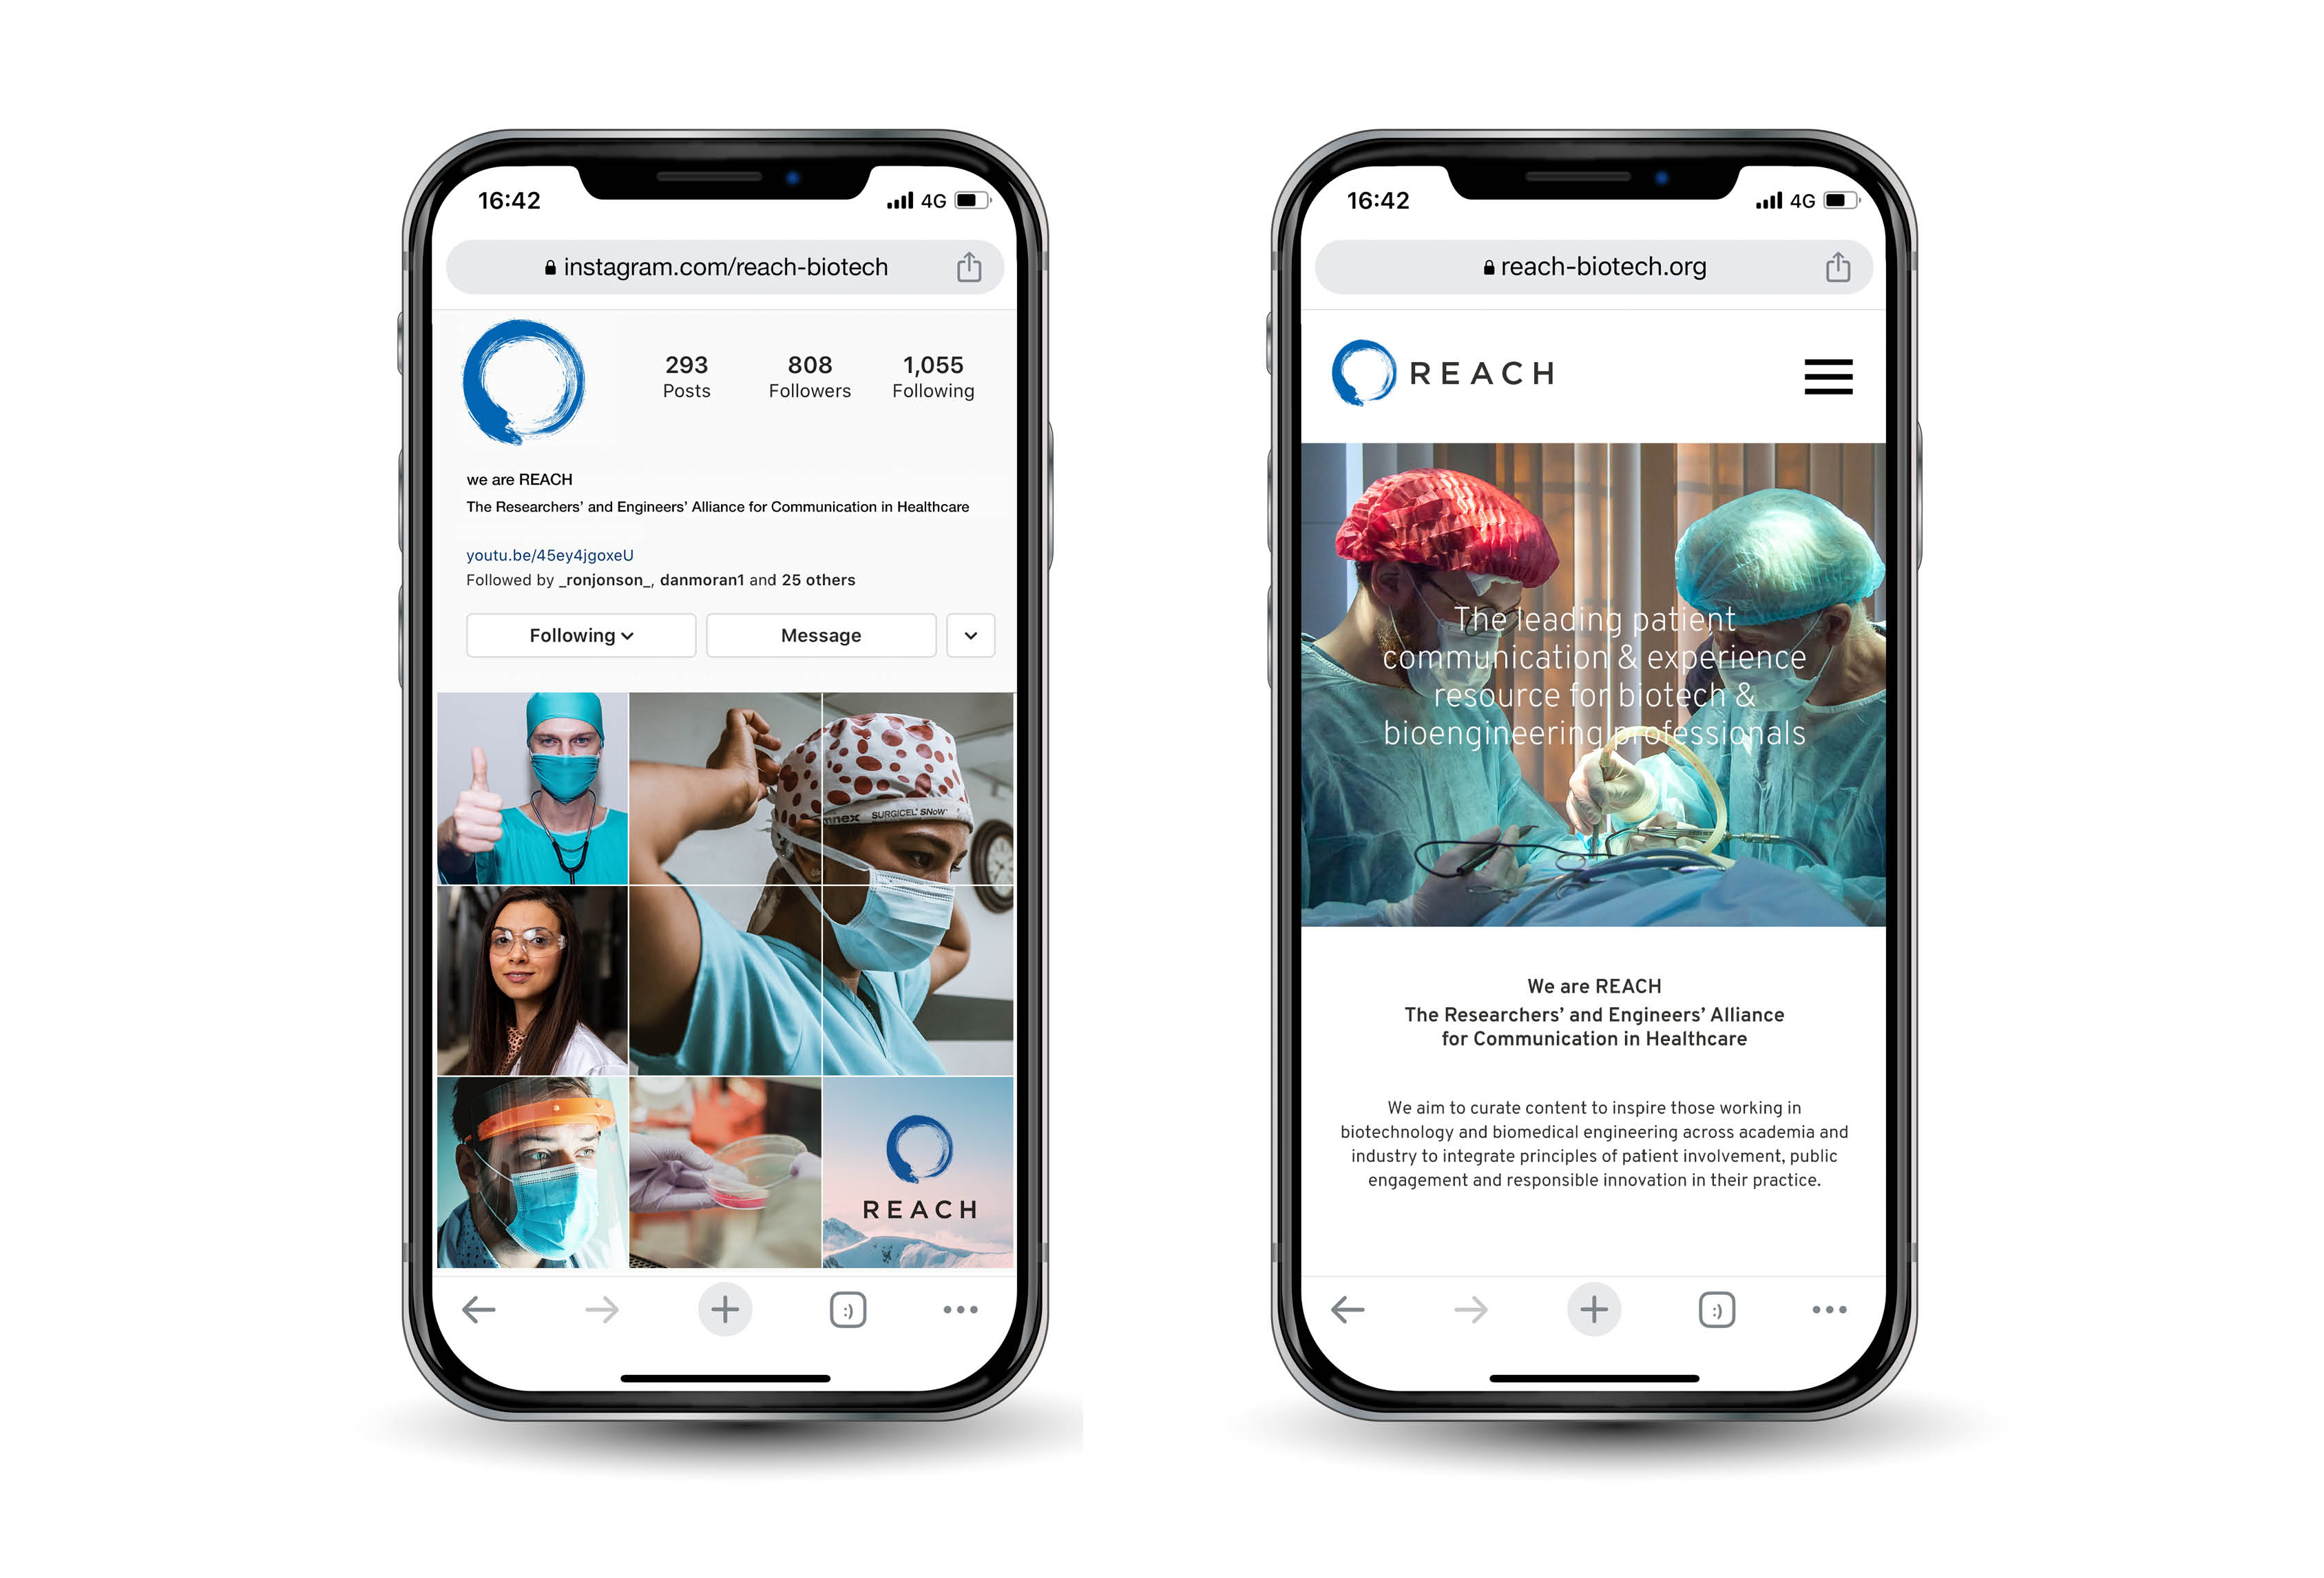 16:42
4G
instagram.com/reach-biotech
293
808
1,055
Posts
Followers
Following
we are REACH
The Researchers’ and Engineers’ Alliance for Communication in Healthcare
youtu.be/45ey4jgoxeU
Followed by _ronjonson_, danmoran1 and 25 others
Following
Message
SURGICEL® SNoW™
REACH
:)
16:42
4G
reach-biotech.org
REACH
The leading patient
communication & experience
resource for biotech &
bioengineering professionals
We are REACH
The Researchers’ and Engineers’ Alliance
for Communication in Healthcare
We aim to curate content to inspire those working in
biotechnology and biomedical engineering across academia and
industry to integrate principles of patient involvement, public
engagement and responsible innovation in their practice.
:)